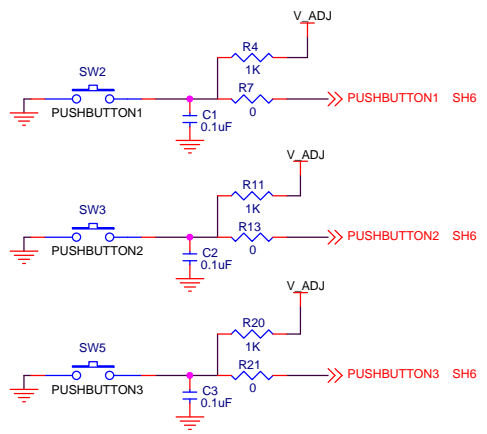 V_ADJ
R4
1K
SW2
R7
PUSHBUTTON1 SH6
PUSHBUTTON1
C1
0.1uF
0
V_ADJ
R11
1K
SW3
R13
PUSHBUTTON2 SH6
PUSHBUTTON2
C2
0.1uF
0
V_ADJ
R20
1K
SW5
R21
PUSHBUTTON3 SH6
PUSHBUTTON3
C3
0.1uF
0